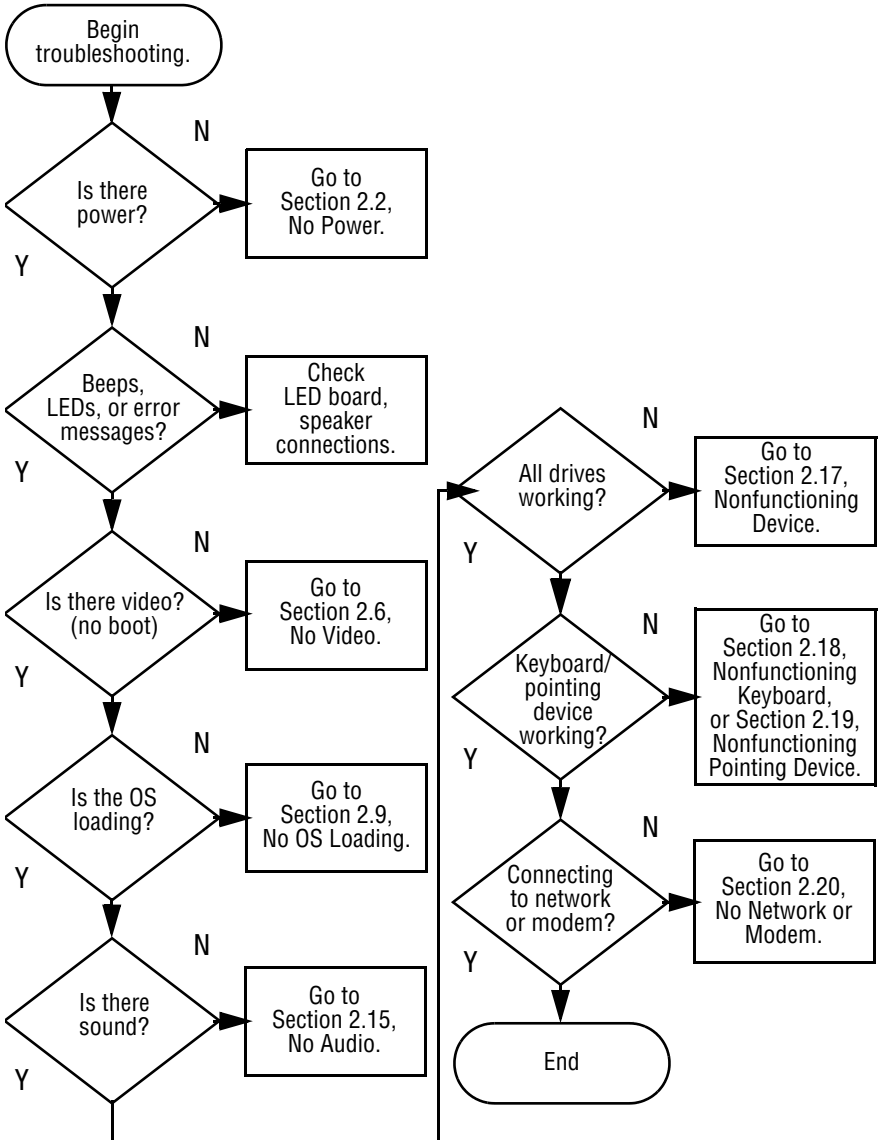 Begin
troubleshooting.
N
Is there
power?
Go to
Section 2.2,
No Power.
Y
N
Beeps,
LEDs, or error
messages?
Check
LED board,
speaker
connections.
Y
N
Is there video?
(no boot)
Go to
Section 2.6,
No Video.
Y
N
Is the OS
loading?
Go to
Section 2.9,
No OS Loading.
Y
N
Is there
sound?
Go to
Section 2.15,
No Audio.
Y
N
All drives
working?
Go to
Section 2.17,
Nonfunctioning
Device.
Y
N
Keyboard/
pointing
device
working?
Go to
Section 2.18,
Nonfunctioning
Keyboard,
or Section 2.19,
Nonfunctioning
Pointing Device.
Y
N
Connecting
to network
or modem?
Go to
Section 2.20,
No Network or
Modem.
Y
End